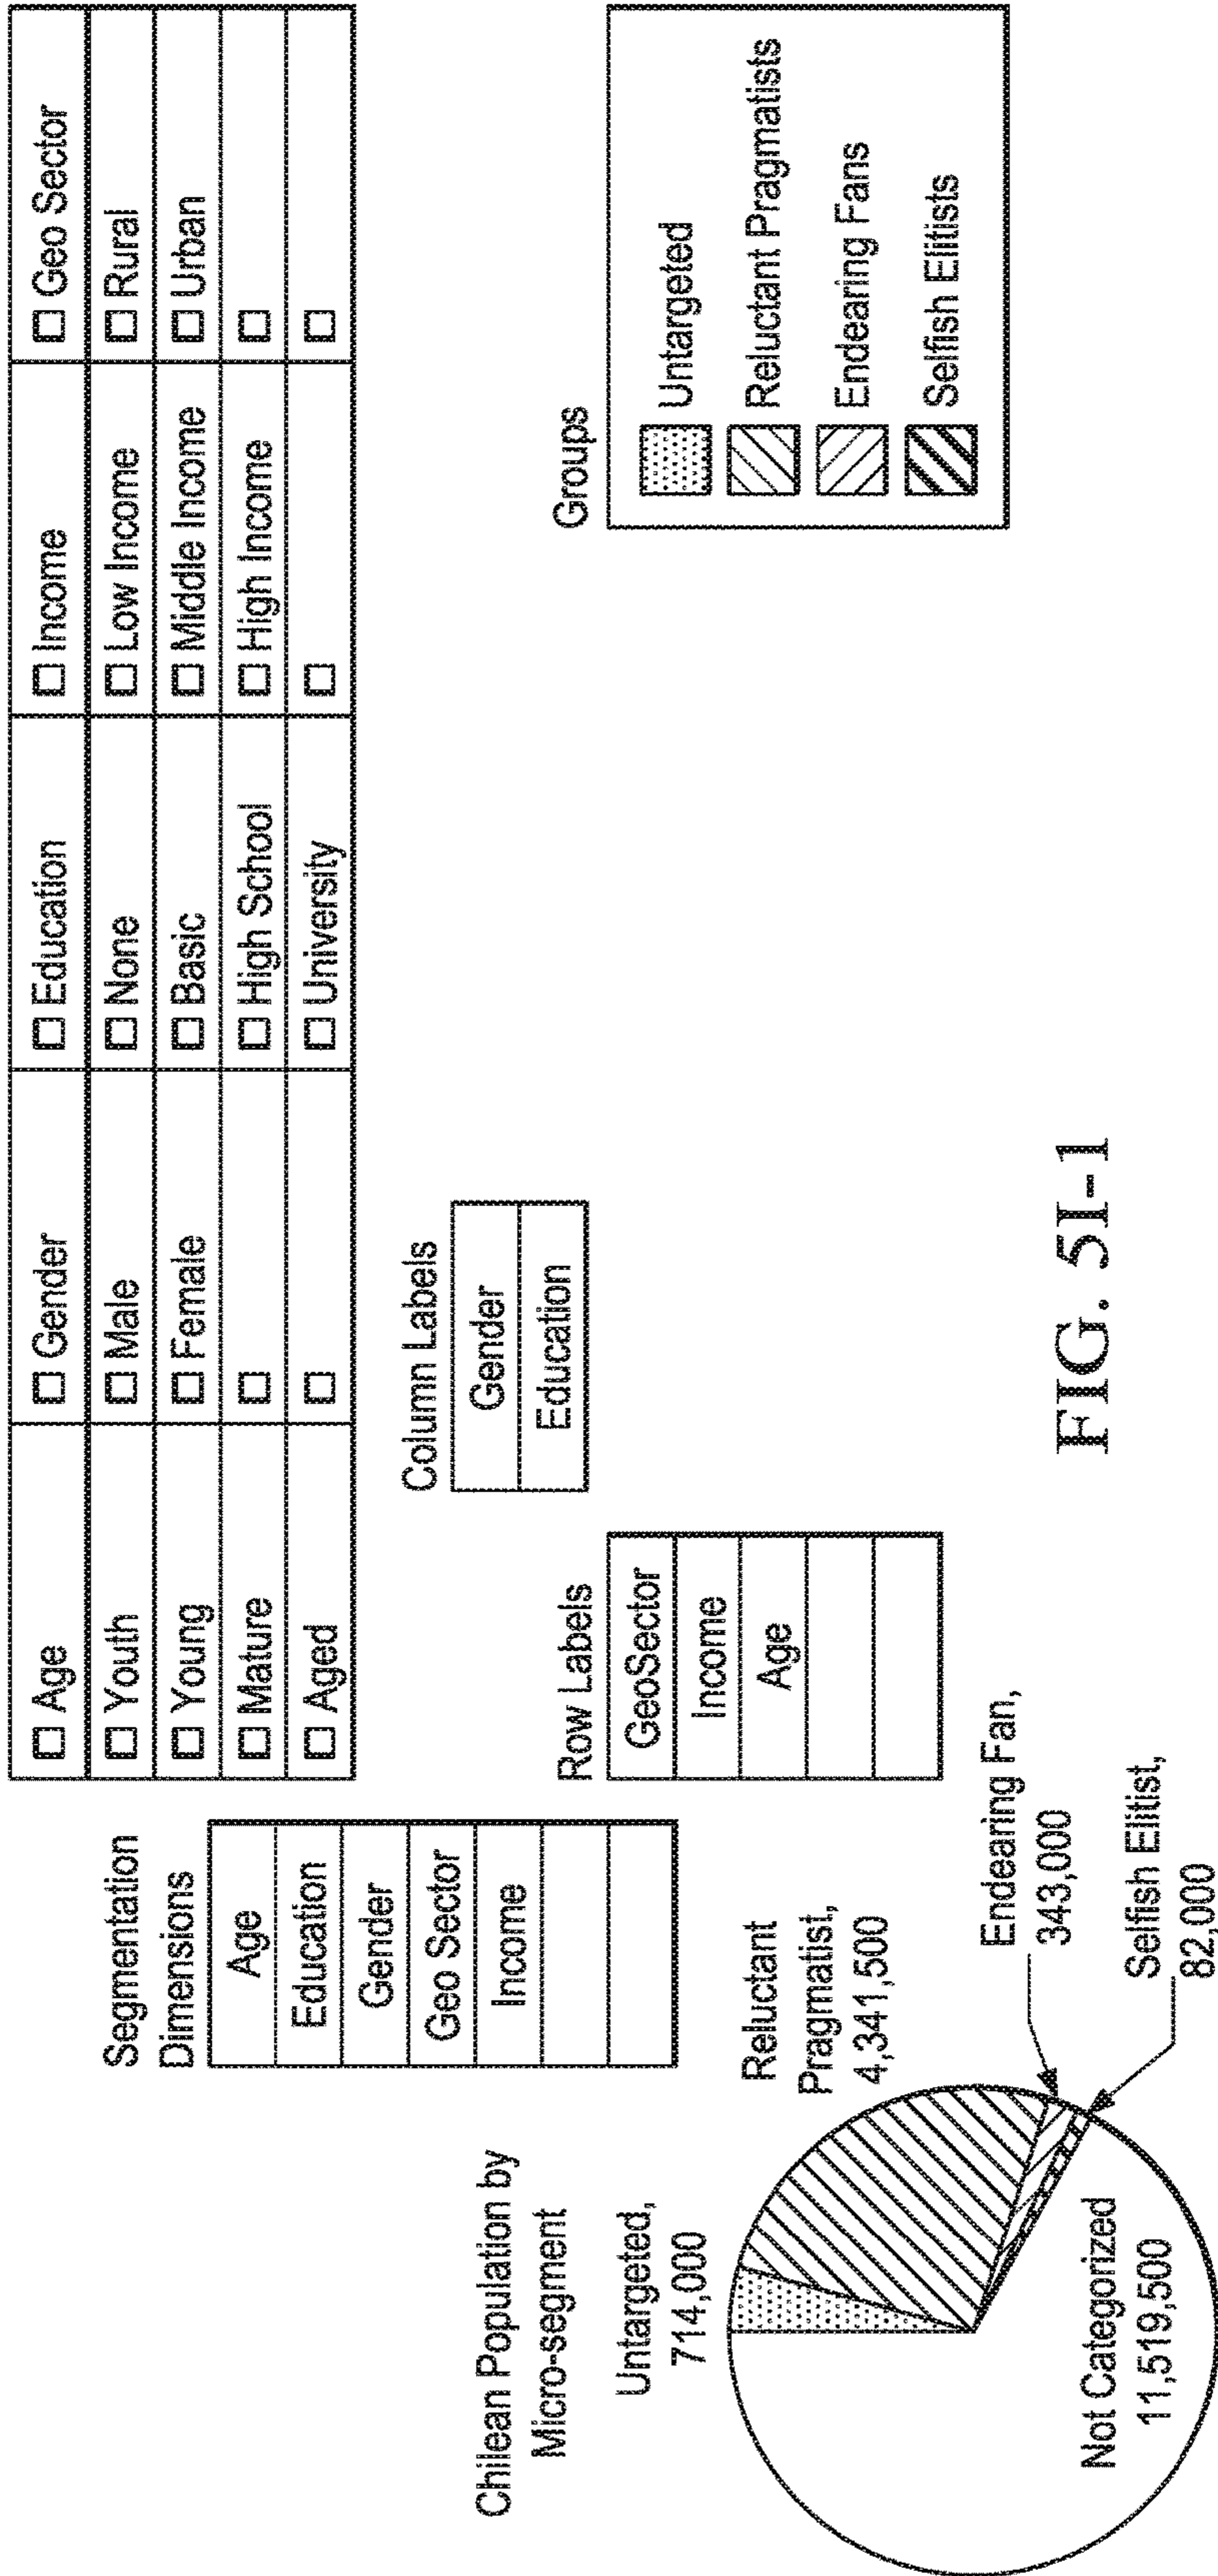 ☐ Age ☐ Gender ☐ Education ☐ Income ☐ Geo Sector
☐ Youth ☐ Male ☐ None ☐ Low Income ☐ Rural
☐ Young ☐ Female ☐ Basic ☐ Middle Income ☐ Urban
☐ Mature ☐ ☐ High School ☐ High Income ☐
☐ Aged ☐ ☐ University ☐ ☐
Segmentation
Dimensions
Age
Education
Gender
Geo Sector
Income
Column Labels
Gender
Education
Row Labels
GeoSector
Income
Age
Groups
Untargeted
Reluctant Pragmatists
Endearing Fans
Selfish Elitists
Chilean Population by
Micro-segment
Untargeted,
714,000
Reluctant
Pragmatist,
4,341,500
Endearing Fan,
343,000
Selfish Elitist,
82,000
Not Categorized
11,519,500
FIG. 5I-1